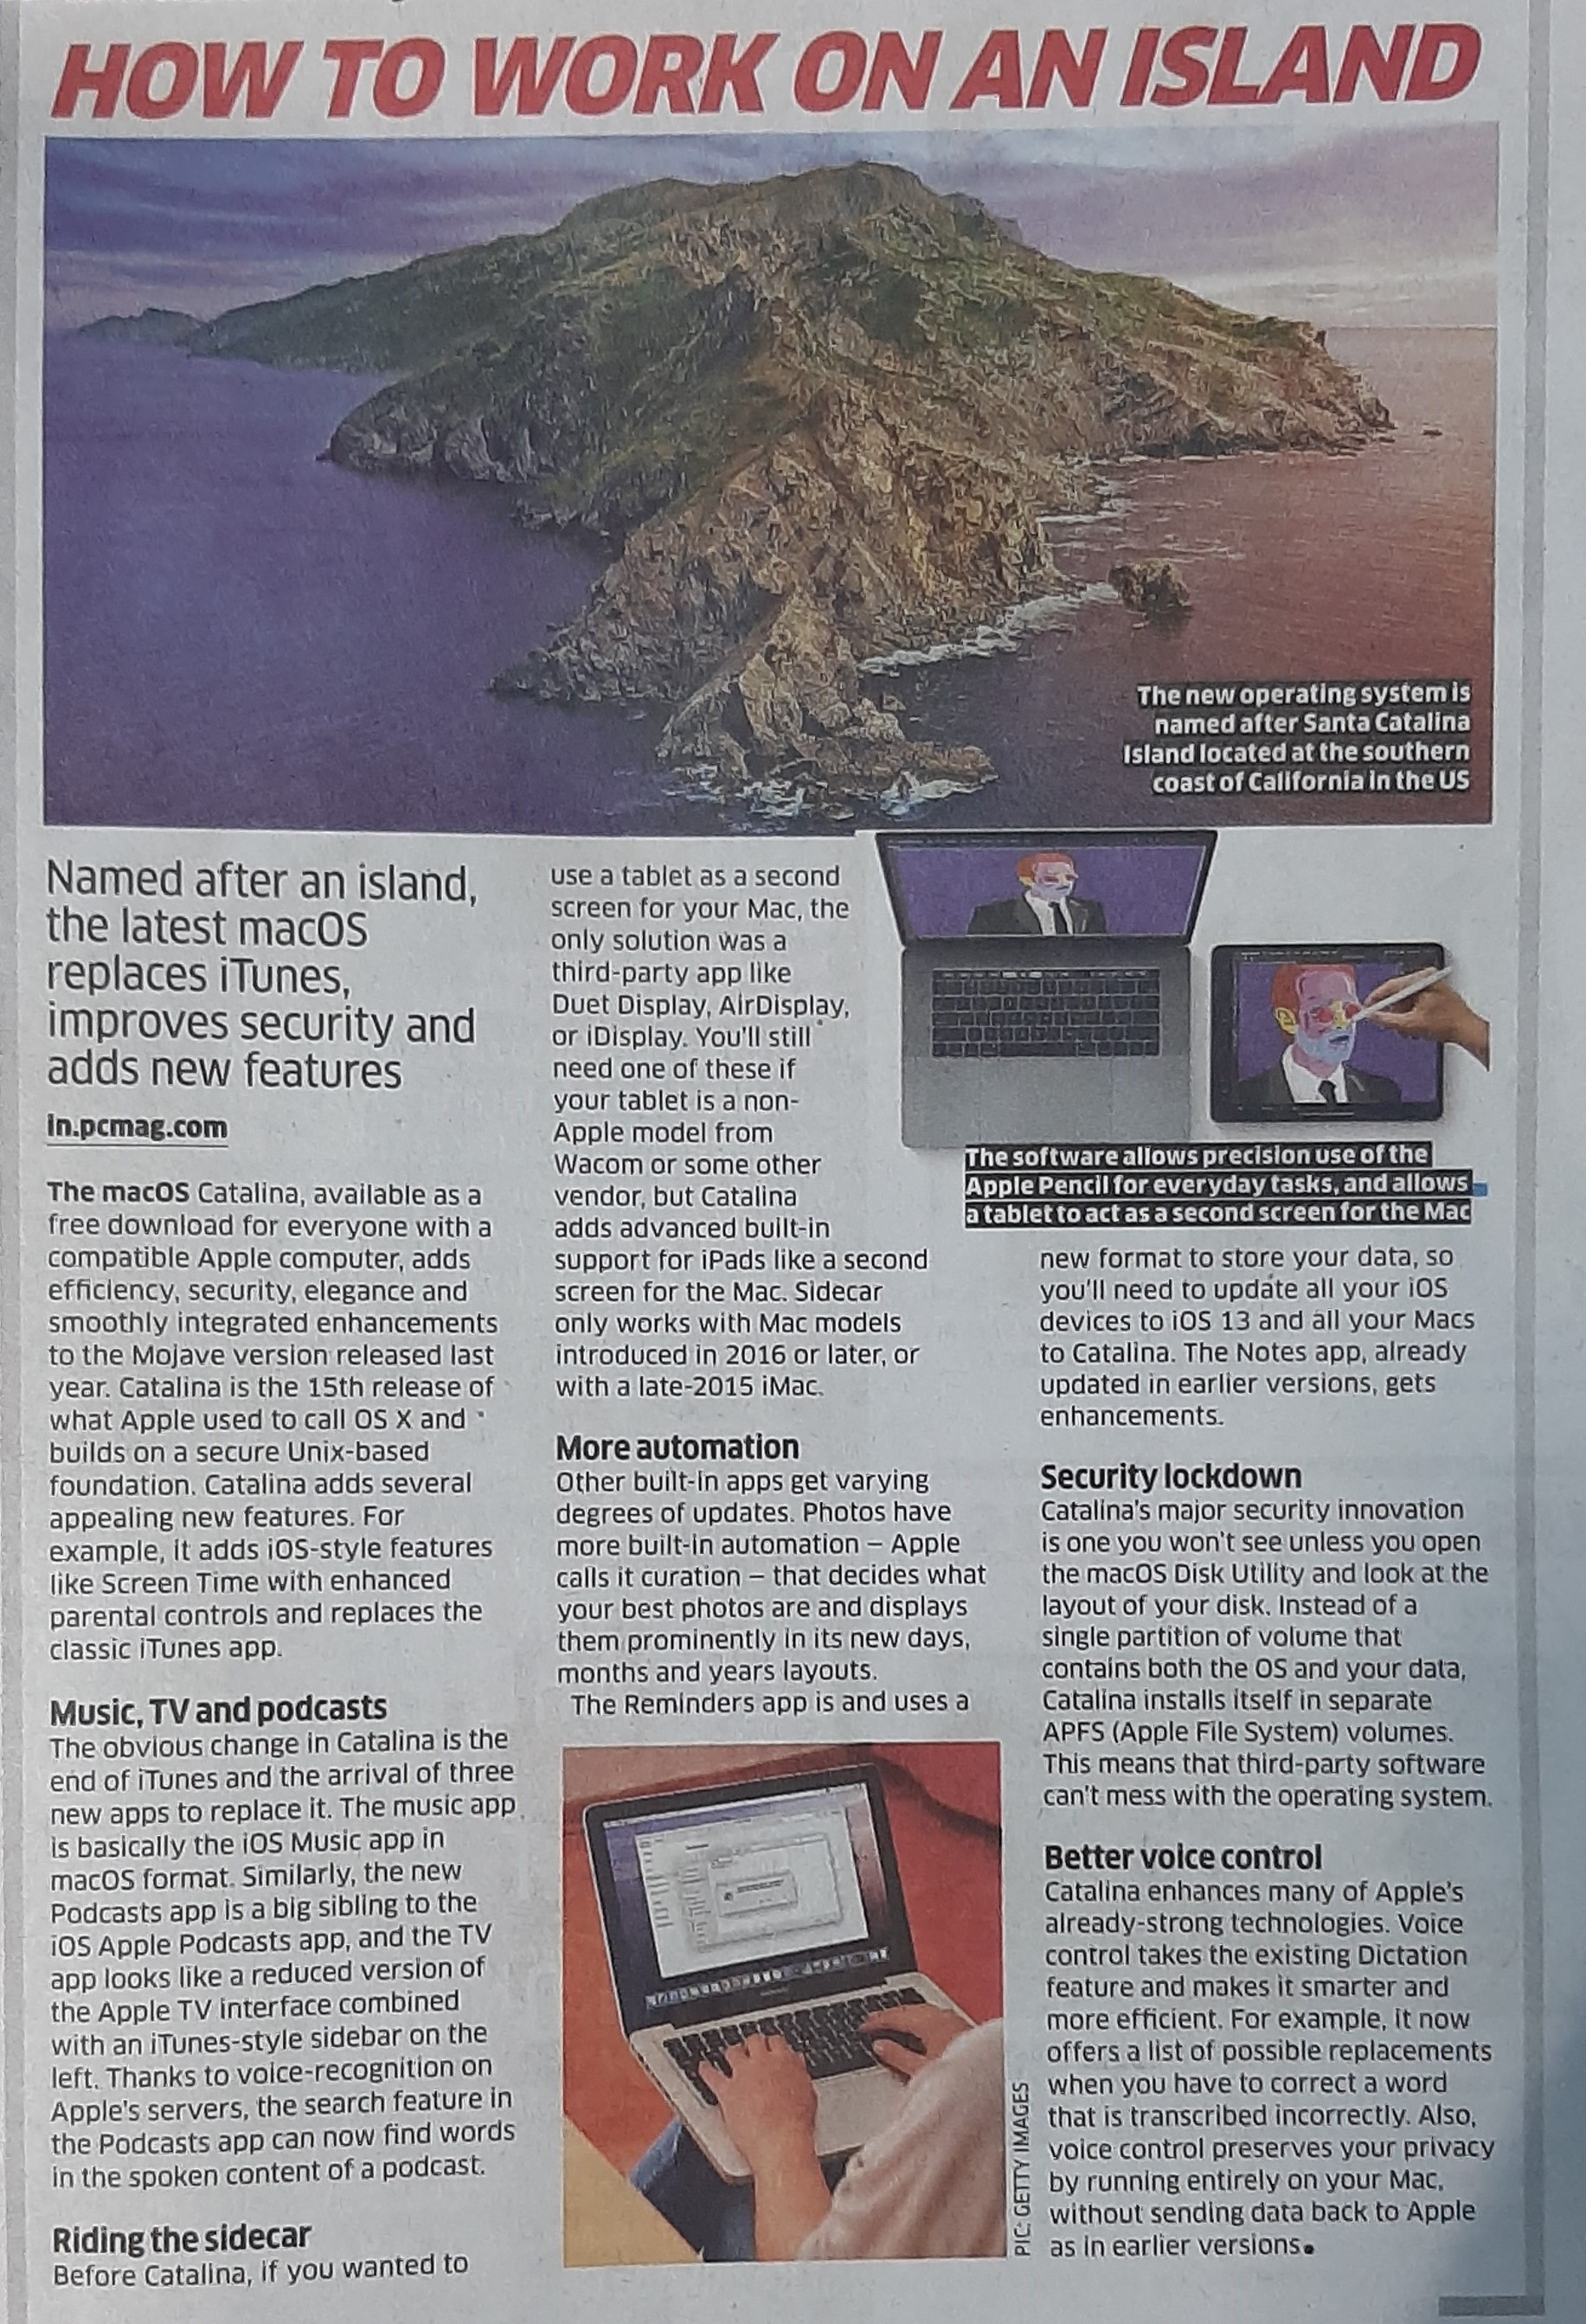 HOW TO WORK ON AN ISLAND
The new operating system is
named after Santa Catalina
Island located at the southern
coast of California in the US
Named after an island,
the latest macOS
replaces iTunes,
improves security and
adds new features
in.pcmag.com
The macOS Catalina, available as a
free download for everyone with a
compatible Apple computer, adds
efficiency, security, elegance and
smoothly integrated enhancements
to the Mojave version released last
year. Catalina is the 15th release of
what Apple used to call OS X and
builds on a secure Unix-based
foundation. Catalina adds several
appealing new features. For
example, it adds iOS-style features
like Screen Time with enhanced
parental controls and replaces the
classic iTunes app.
Music, TV and podcasts
The obvious change in Catalina is the
end of iTunes and the arrival of three
new apps to replace it. The music app
is basically the iOS Music app in
macOS format. Similarly, the new
Podcasts app is a big sibling to the
iOS Apple Podcasts app, and the TV
app looks like a reduced version of
the Apple TV interface combined
with an iTunes-style sidebar on the
left. Thanks to voice-recognition on
Apple's servers, the search feature in
the Podcasts app can now find words
in the spoken content of a podcast.
Riding the sidecar
Before Catalina, if you wanted to
use a tablet as a second
screen for your Mac, the
only solution was a
third-party app like
Duet Display, AirDisplay,
or iDisplay. You'll still
need one of these if
your tablet is a non-
Apple model from
Wacom or some other
vendor, but Catalina
adds advanced built-in
support for iPads like a second
screen for the Mac. Sidecar
only works with Mac models
introduced in 2016 or later, or
with a late-2015 iMac.
More automation
Other built-in apps get varying
degrees of updates. Photos have
more built-in automation – Apple
calls it curation – that decides what
your best photos are and displays
them prominently in its new days,
months and years layouts.
The Reminders app is and uses a
The software allows precision use of the
Apple Pencil for everyday tasks, and allows
a tablet to act as a second screen for the Mac
new format to store your data, so
you'll need to update all your iOS
devices to iOS 13 and all your Macs
to Catalina. The Notes app, already
updated in earlier versions, gets
enhancements.
Security lockdown
Catalina's major security innovation
is one you won't see unless you open
the macOS Disk Utility and look at the
layout of your disk. Instead of a
single partition of volume that
contains both the OS and your data,
Catalina installs itself in separate
APFS (Apple File System) volumes.
This means that third-party software
can't mess with the operating system.
Better voice control
Catalina enhances many of Apple's
already-strong technologies. Voice
control takes the existing Dictation
feature and makes it smarter and
more efficient. For example, it now
offers a list of possible replacements
when you have to correct a word
that is transcribed incorrectly. Also,
voice control preserves your privacy
by running entirely on your Mac,
without sending data back to Apple
as in earlier versions.
PIC: GETTY IMAGES